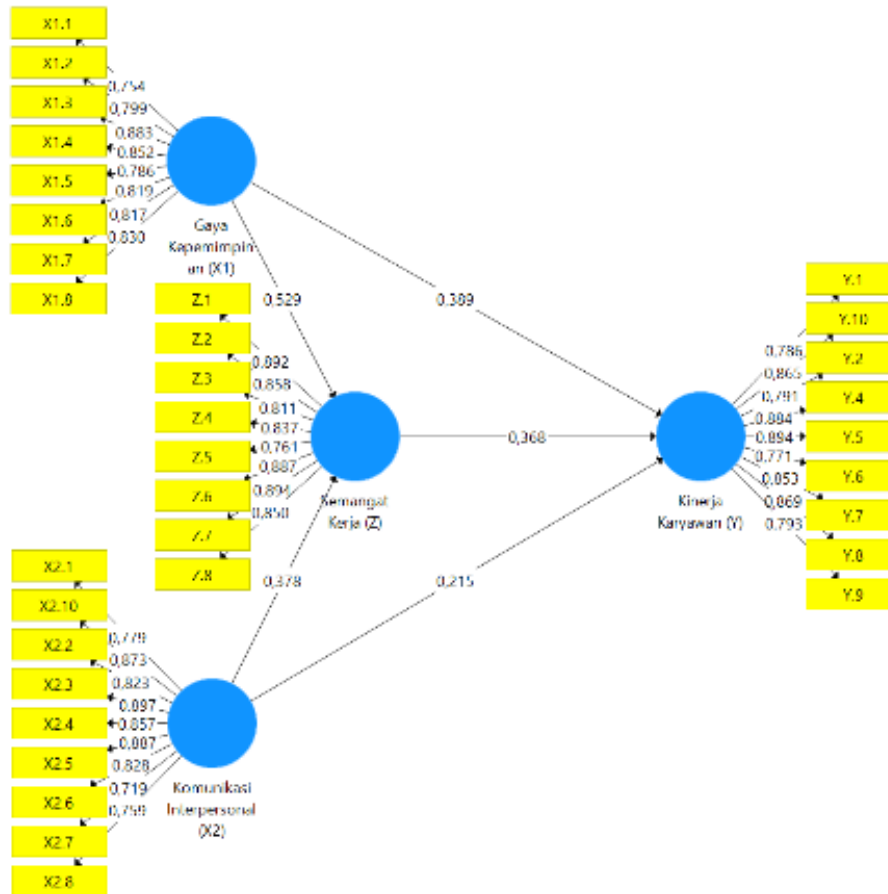 X1.1
X1.2
X1.3
X1.4
X1.5
X1.6
X1.7
X1.8
0,754
0,799
0.883
0.852
0.786
0.819
0,817
0.830
Gaya
Kepemimpin
an (X1)
0,529
0.389
Z.1
Z.2
Z.3
Z.4
Z.5
Z.6
Z.7
Z.8
0.892
0.858
0.811
0.837
0.761
0.887
0.894
0,850
Semangat
Kerja (Z)
0,368
Kinerja
Karyawan (Y)
Y.1
Y.10
Y.2
Y.4
Y.5
Y.6
Y.7
Y.8
Y.9
0,786
0,865
0,791
0.884
0.894
0.771
0.853
0,869
0.793
0,378
0,215
X2.1
X2.10
X2.2
X2.3
X2.4
X2.5
X2.6
X2.7
X2.8
0,779
0,873
0,823
0.897
0.857
0.887
0.828
0,719
0,759
Komunikasi
Interpersonal
(X2)